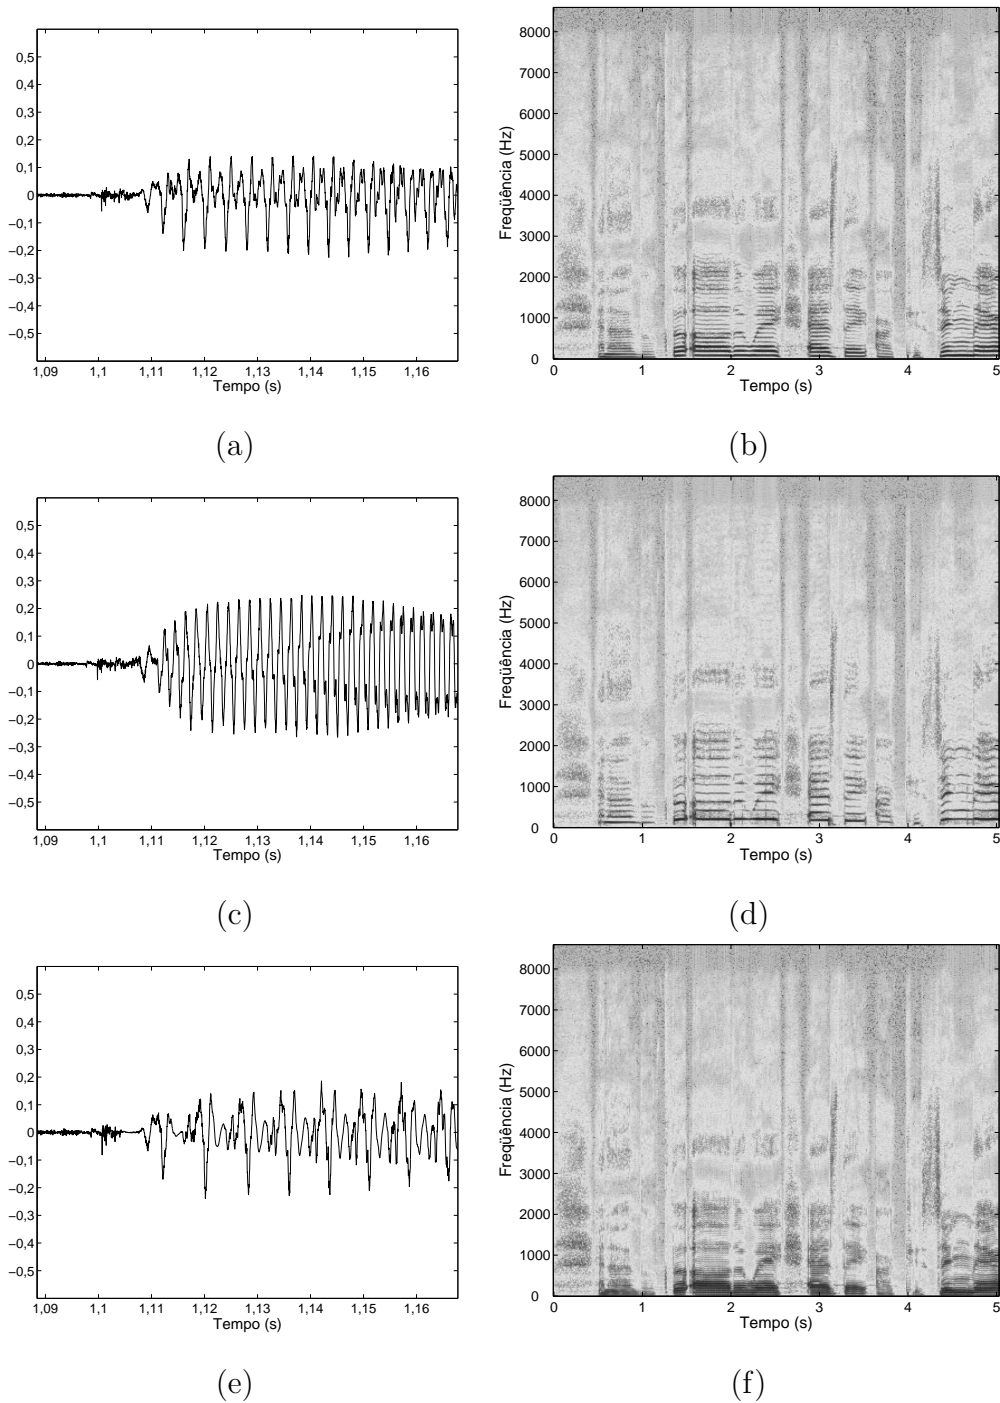 0,5
0,4
0,3
0,2
0,1
0
−0,1
−0,2
−0,3
−0,4
−0,5
1,09 1,1 1,11 1,12 1,13 1,14 1,15 1,16
Tempo (s)
(a)
Freqüência (Hz)
8000
7000
6000
5000
4000
3000
2000
1000
0
0 1 2 3 4 5
Tempo (s)
(b)
0,5
0,4
0,3
0,2
0,1
0
−0,1
−0,2
−0,3
−0,4
−0,5
1,09 1,1 1,11 1,12 1,13 1,14 1,15 1,16
Tempo (s)
(c)
Freqüência (Hz)
8000
7000
6000
5000
4000
3000
2000
1000
0
0 1 2 3 4 5
Tempo (s)
(d)
0,5
0,4
0,3
0,2
0,1
0
−0,1
−0,2
−0,3
−0,4
−0,5
1,09 1,1 1,11 1,12 1,13 1,14 1,15 1,16
Tempo (s)
(e)
Freqüência (Hz)
8000
7000
6000
5000
4000
3000
2000
1000
0
0 1 2 3 4 5
Tempo (s)
(f)